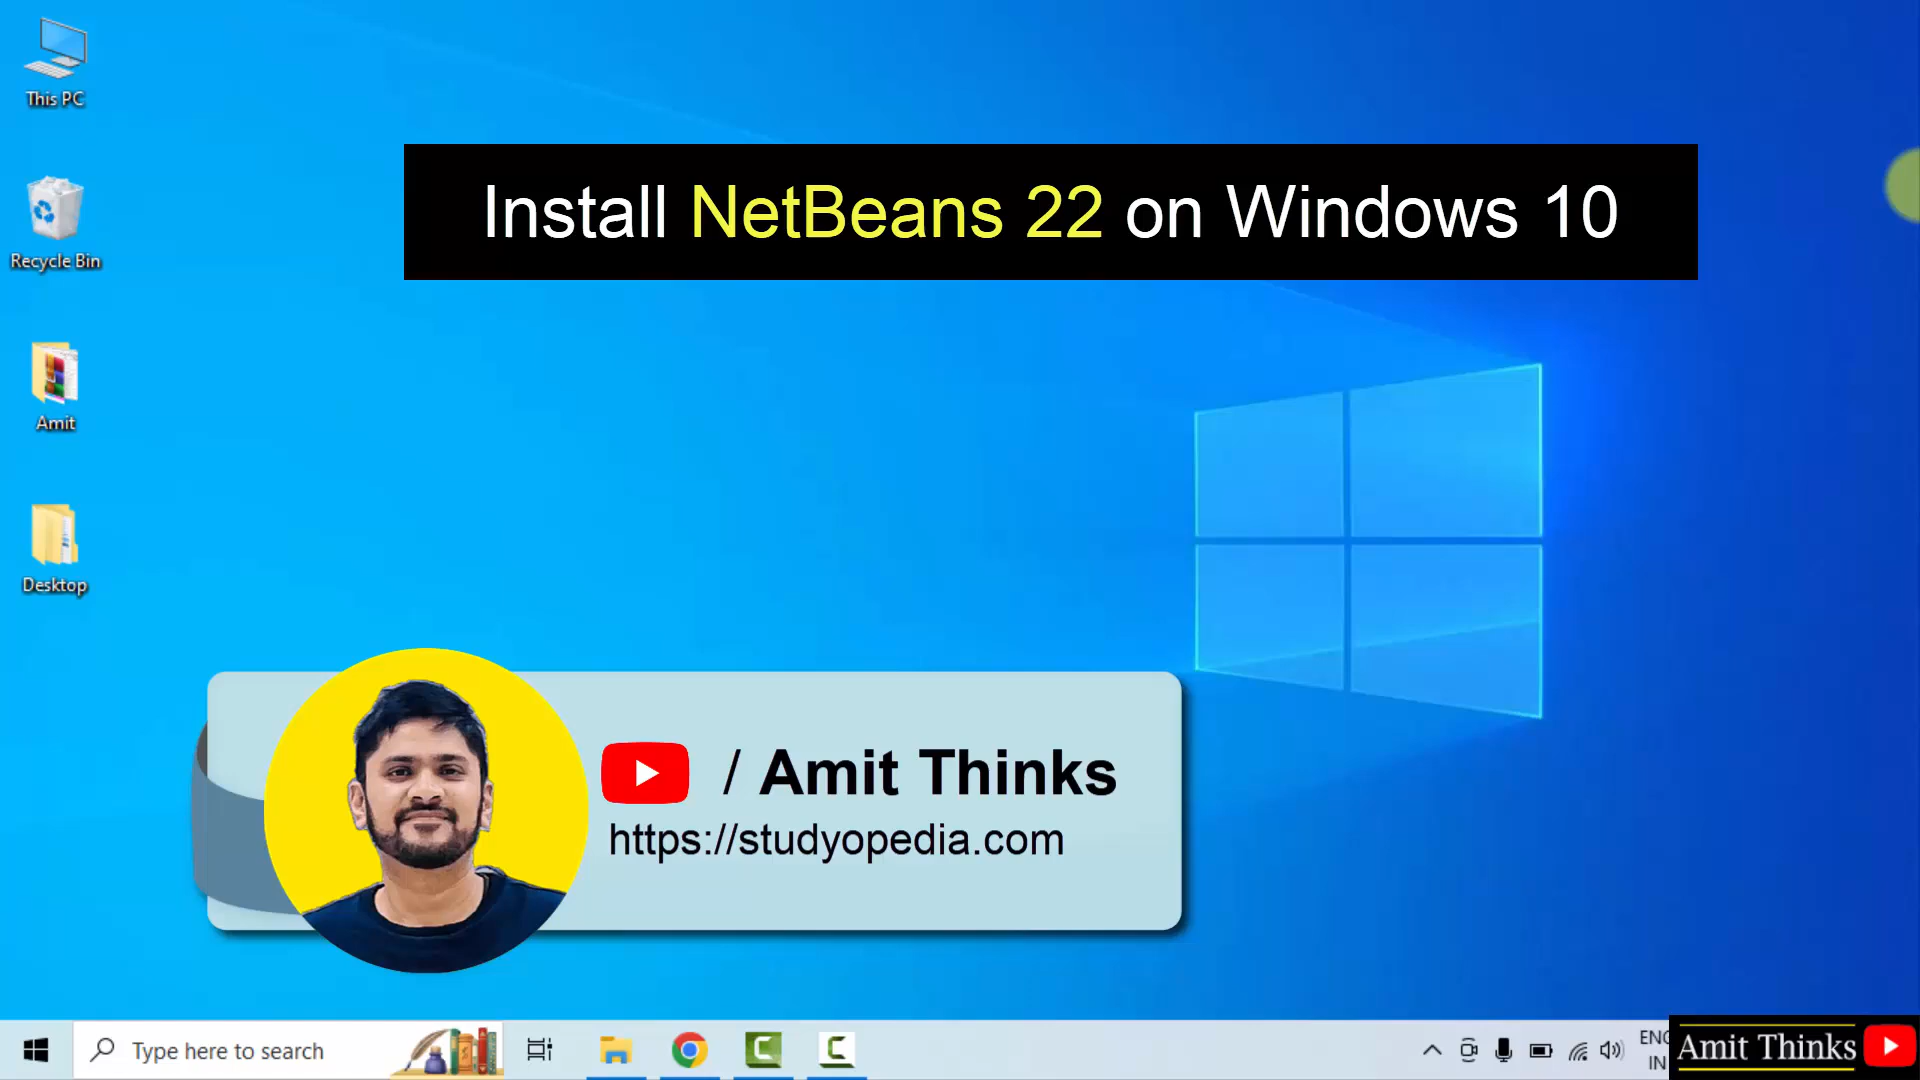 This PC
Recycle Bin
Amit
Desktop
Install NetBeans 22 on Windows 10
/ Amit Thinks
https://studyopedia.com
Type here to search
ENG
IN
Amit Thinks